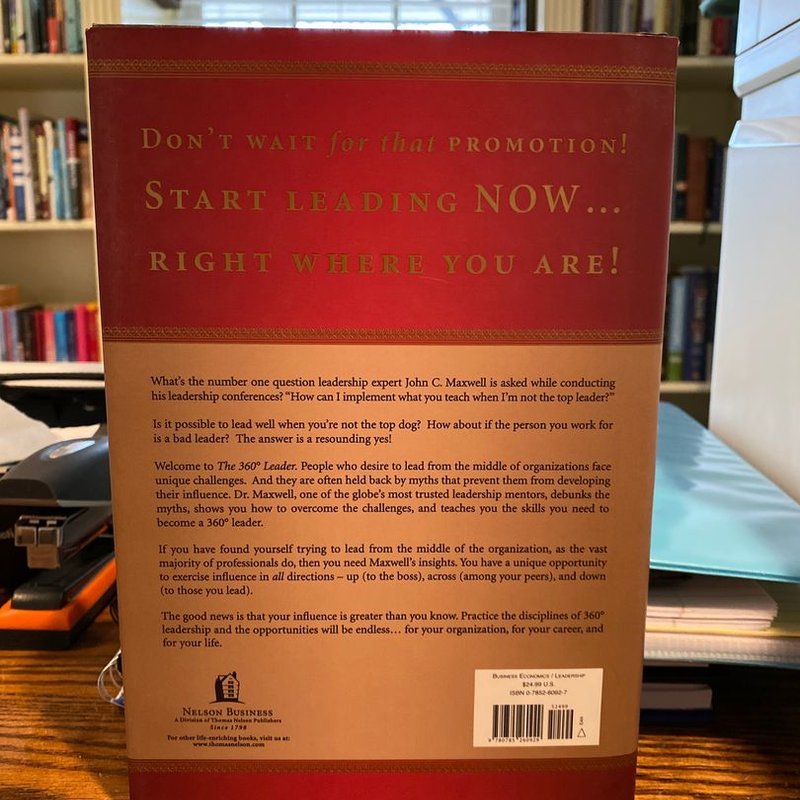 DON'T WAIT for that PROMOTION!
START LEADING NOW...
RIGHT WHERE YOU ARE!
What's the number one question leadership expert John C. Maxwell is asked while conducting
his leadership conferences? "How can I implement what you teach when I'm not the top leader?"
Is it possible to lead well when you're not the top dog? How about if the person you work for
is a bad leader? The answer is a resounding yes!
Welcome to The 360° Leader. People who desire to lead from the middle of organizations face
unique challenges. And they are often held back by myths that prevent them from developing
their influence. Dr. Maxwell, one of the globe's most trusted leadership mentors, debunks the
myths, shows you how to overcome the challenges, and teaches you the skills you need to
become a 360° leader.
If you have found yourself trying to lead from the middle of the organization, as the vast
majority of professionals do, then you need Maxwell's insights. You have a unique opportunity
to exercise influence in all directions – up (to the boss), across (among your peers), and down
(to those you lead).
The good news is that your influence is greater than you know. Practice the disciplines of 360°
leadership and the opportunities will be endless... for your organization, for your career, and
for your life.
NELSON BUSINESS
A Division of Thomas Nelson Publishers
Since 1798
For other life-enriching books, visit us at:
www.thomasnelson.com
BUSINESS ECONOMICS / LEADERSHIP
$24.99 U.S.
ISBN 0-7852-6092-7
52499
9 780785 260929